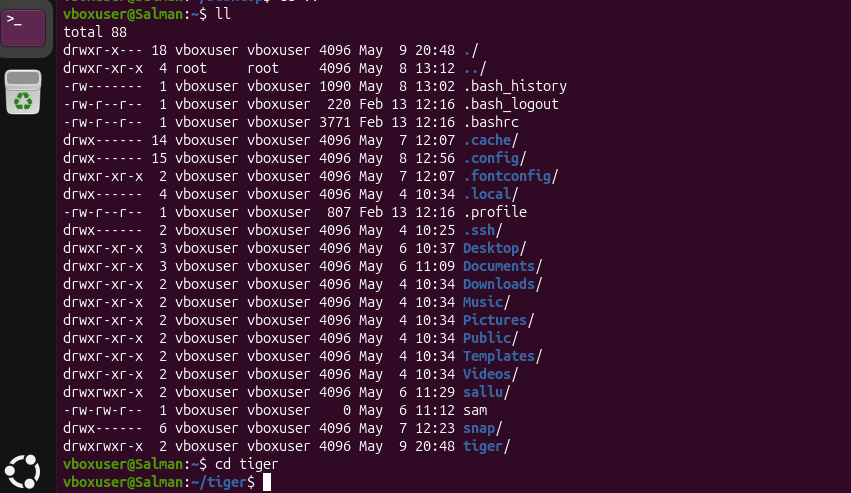 >_
vboxuser@Salman:~$ ll
total 88
drwxr-x--- 18 vboxuser vboxuser 4096 May  9 20:48 ./
drwxr-xr-x  4 root     root     4096 May  8 13:12 ../
-rw-------  1 vboxuser vboxuser 1090 May  8 13:02 .bash_history
-rw-r--r--  1 vboxuser vboxuser  220 Feb 13 12:16 .bash_logout
-rw-r--r--  1 vboxuser vboxuser 3771 Feb 13 12:16 .bashrc
drwx------ 14 vboxuser vboxuser 4096 May  7 12:07 .cache/
drwx------ 15 vboxuser vboxuser 4096 May  8 12:56 .config/
drwxr-xr-x  2 vboxuser vboxuser 4096 May  7 12:07 .fontconfig/
drwx------  4 vboxuser vboxuser 4096 May  4 10:34 .local/
-rw-r--r--  1 vboxuser vboxuser  807 Feb 13 12:16 .profile
drwx------  2 vboxuser vboxuser 4096 May  4 10:25 .ssh/
drwxr-xr-x  3 vboxuser vboxuser 4096 May  6 10:37 Desktop/
drwxr-xr-x  3 vboxuser vboxuser 4096 May  6 11:09 Documents/
drwxr-xr-x  2 vboxuser vboxuser 4096 May  4 10:34 Downloads/
drwxr-xr-x  2 vboxuser vboxuser 4096 May  4 10:34 Music/
drwxr-xr-x  2 vboxuser vboxuser 4096 May  4 10:34 Pictures/
drwxr-xr-x  2 vboxuser vboxuser 4096 May  4 10:34 Public/
drwxr-xr-x  2 vboxuser vboxuser 4096 May  4 10:34 Templates/
drwxr-xr-x  2 vboxuser vboxuser 4096 May  4 10:34 Videos/
drwxrwxr-x  2 vboxuser vboxuser 4096 May  6 11:29 sallu/
-rw-rw-r--  1 vboxuser vboxuser    0 May  6 11:12 sam
drwx------  6 vboxuser vboxuser 4096 May  7 12:23 snap/
drwxrwxr-x  2 vboxuser vboxuser 4096 May  9 20:48 tiger/
vboxuser@Salman:~$ cd tiger
vboxuser@Salman:~/tiger$